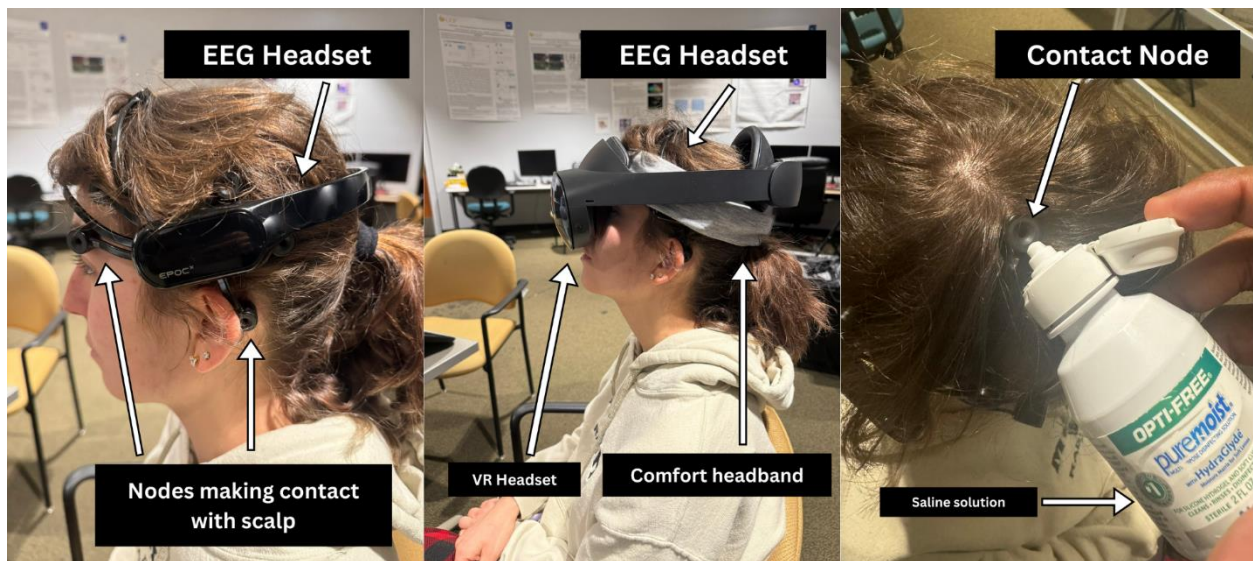 EEG Headset
EPOC X
Nodes making contact
with scalp
EEG Headset
VR Headset
Comfort headband
Contact Node
OPTI-FREE
puremoist
WITH HydraGlyde
STERILE 2 FL
Saline solution